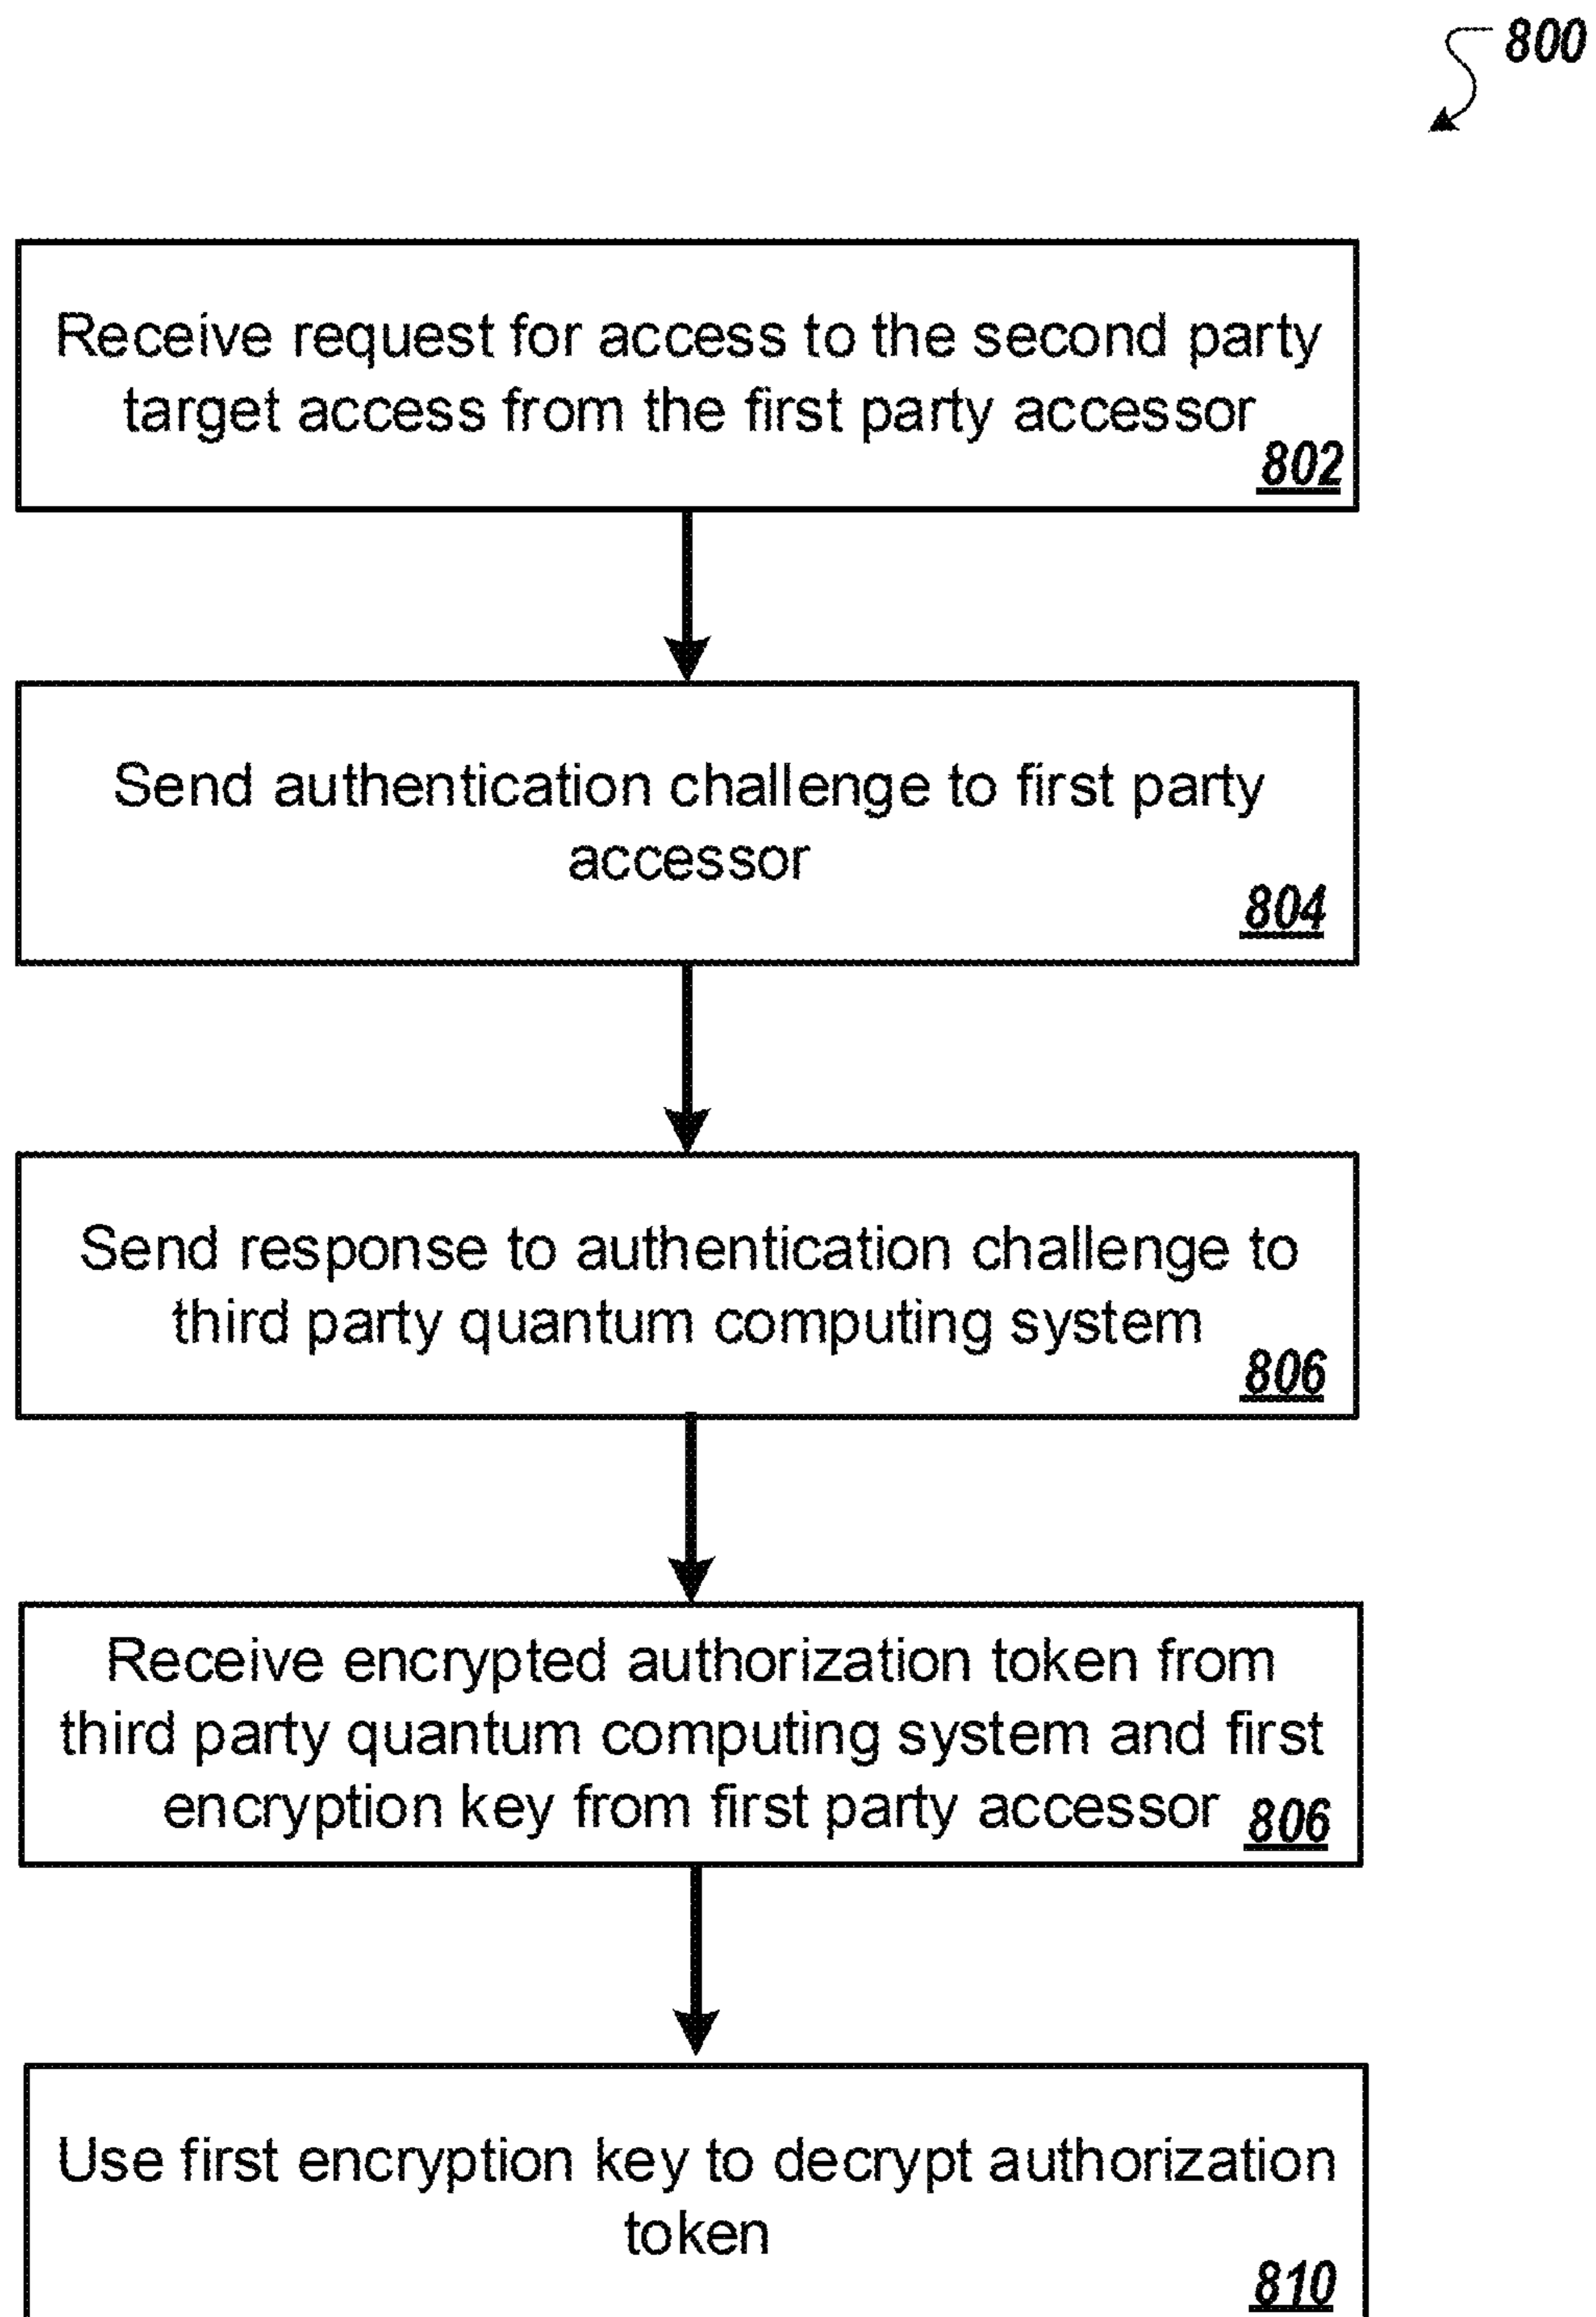 800
Receive request for access to the second party
target access from the first party accessor
802
Send authentication challenge to first party
accessor
804
Send response to authentication challenge to
third party quantum computing system
806
Receive encrypted authorization token from
third party quantum computing system and first
encryption key from first party accessor 806
Use first encryption key to decrypt authorization
token
810